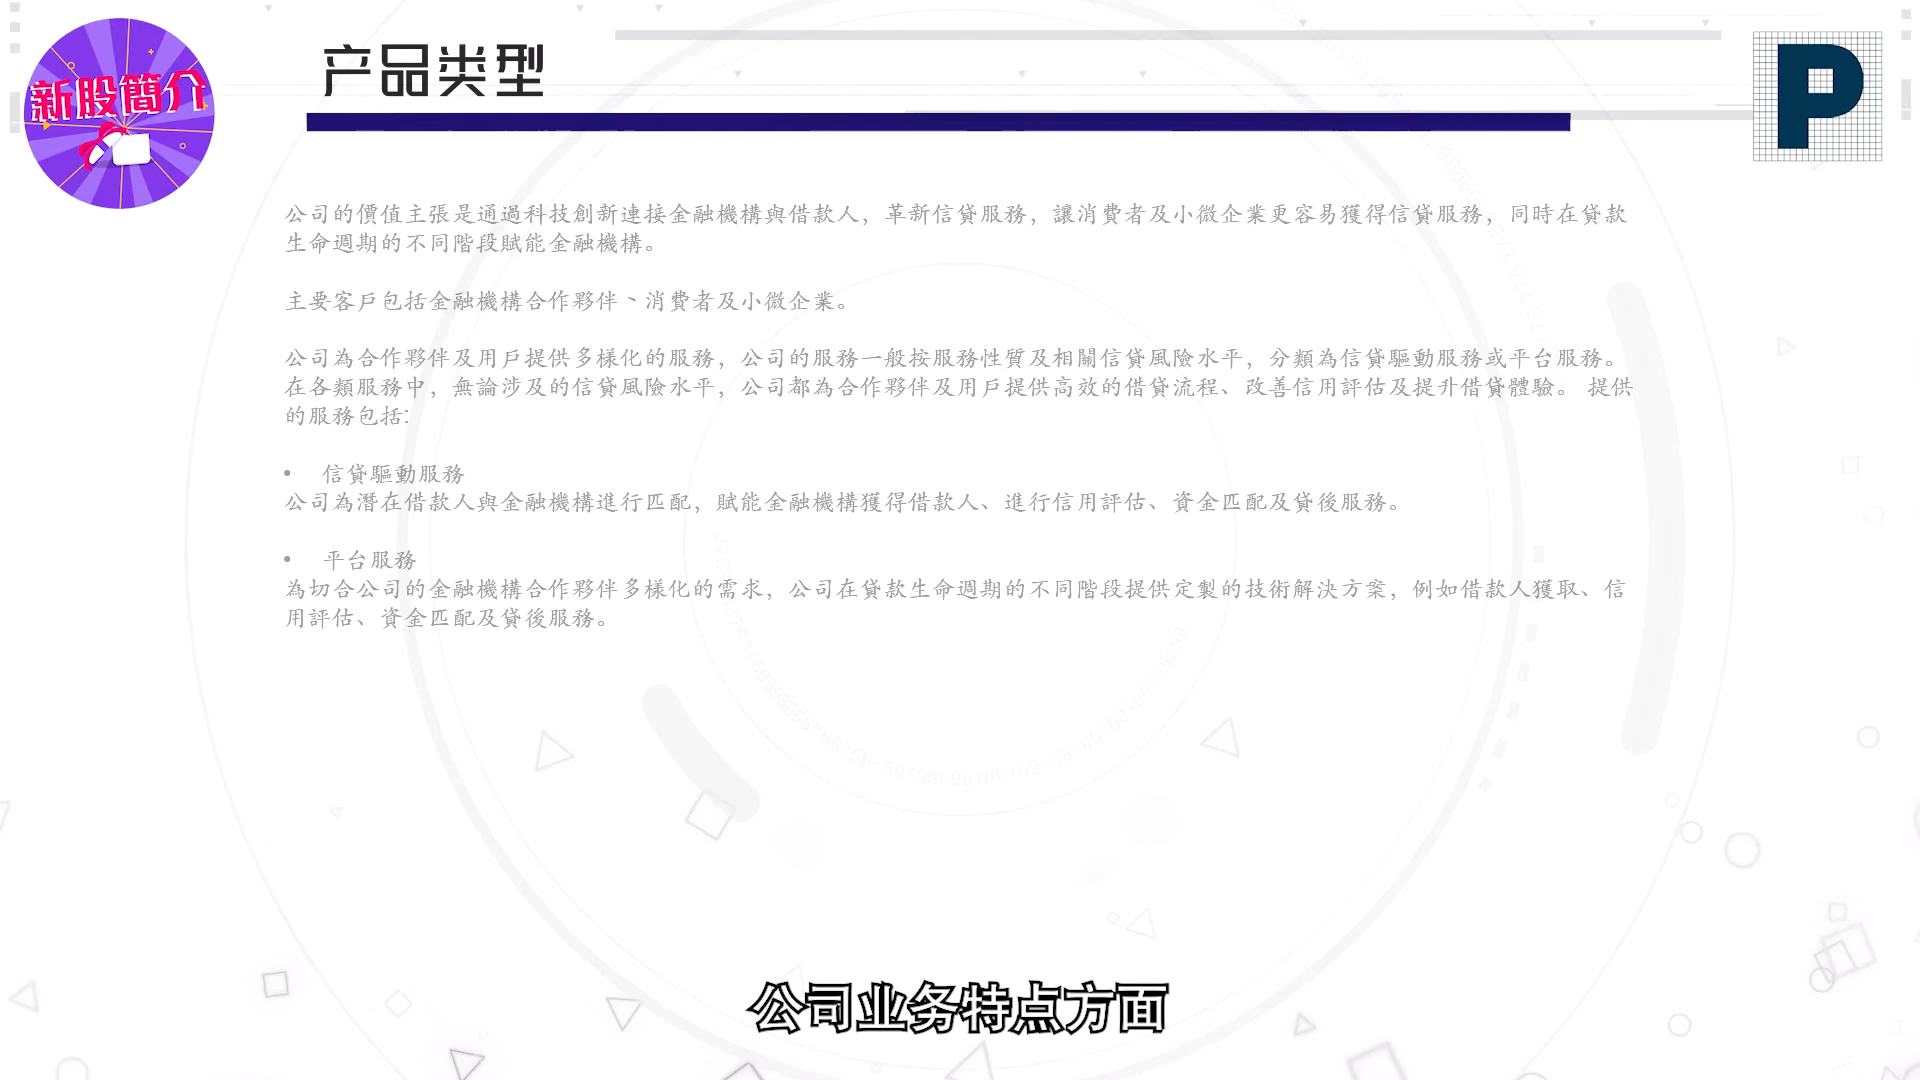 新股簡介
产品类型
P
公司的價值主張是通過科技創新連接金融機構與借款人，革新信貸服務，讓消費者及小微企業更容易獲得信貸服務，同時在貸款
生命週期的不同階段賦能金融機構。
主要客戶包括金融機構合作夥伴、消費者及小微企業。
公司為合作夥伴及用戶提供多樣化的服務，公司的服務一般按服務性質及相關信貸風險水平，分類為信貸驅動服務或平台服務。
在各類服務中，無論涉及的信貸風險水平，公司都為合作夥伴及用戶提供高效的借貸流程、改善信用評估及提升借貸體驗。 提供
的服務包括:
• 信貸驅動服務
公司為潛在借款人與金融機構進行匹配，賦能金融機構獲得借款人、進行信用評估、資金匹配及貸後服務。
• 平台服務
為切合公司的金融機構合作夥伴多樣化的需求，公司在貸款生命週期的不同階段提供定製的技術解決方案，例如借款人獲取、信
用評估、資金匹配及貸後服務。
公司业务特点方面